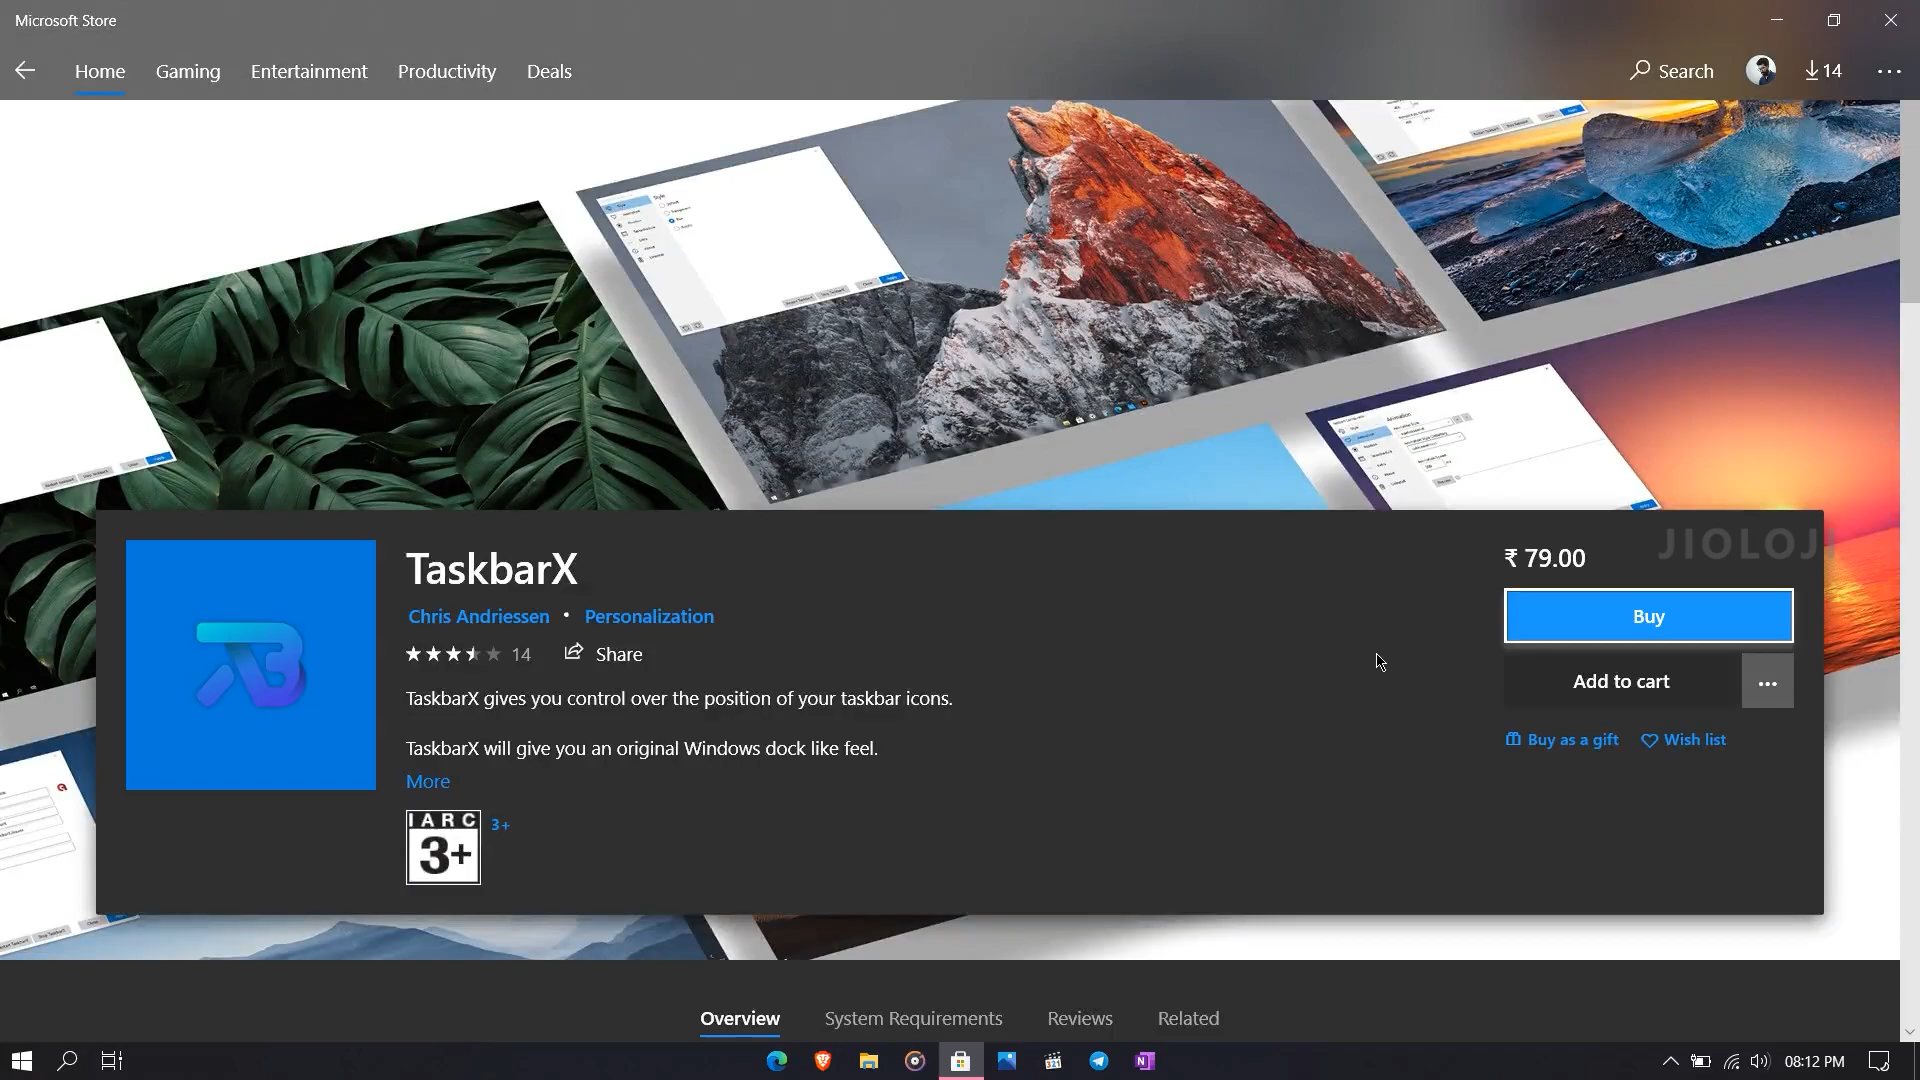 Microsoft Store
Home Gaming Entertainment Productivity Deals
Search 14
JIOLOJI
TaskbarX
₹ 79.00
Chris Andriessen • Personalization
Buy
14 Share
TaskbarX gives you control over the position of your taskbar icons.
Add to cart
TaskbarX will give you an original Windows dock like feel.
Buy as a gift Wish list
More
IARC
3+
3+
Overview System Requirements Reviews Related
08:12 PM